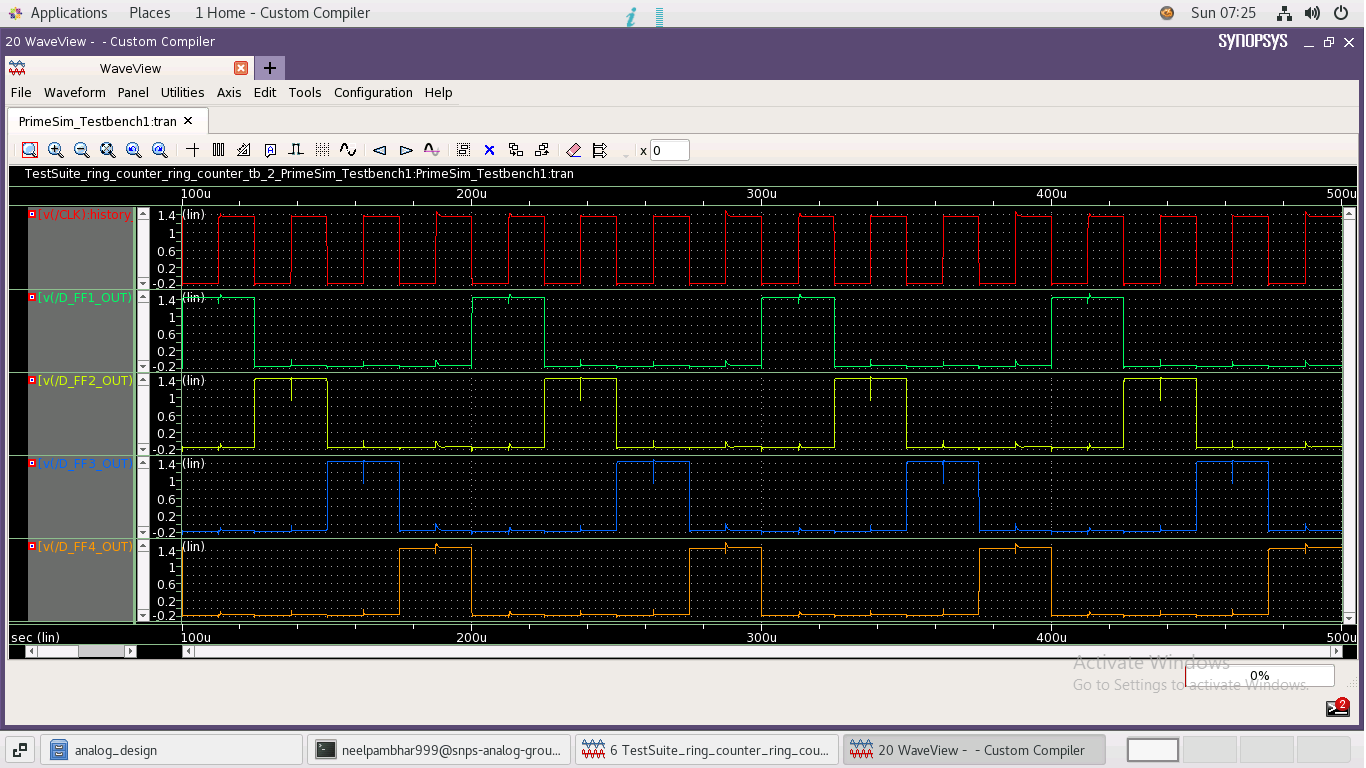 Applications Places 1 Home - Custom Compiler Sun 07:25
20 WaveView - - Custom Compiler SYNOPSYS
WaveView
File Waveform Panel Utilities Axis Edit Tools Configuration Help
PrimeSim_Testbench1:tran
x 0
TestSuite_ring_counter_ring_counter_tb_2_PrimeSim_Testbench1:PrimeSim_Testbench1:tran
100u 200u 300u 400u 500u
[v(/CLK):history 1.4 (lin)
1
0.6
0.2
-0.2
[v(/D_FF1_OUT) 1.4 (lin)
1
0.6
0.2
-0.2
[v(/D_FF2_OUT) 1.4 (lin)
1
0.6
0.2
-0.2
[v(/D_FF3_OUT) 1.4 (lin)
1
0.6
0.2
-0.2
[v(/D_FF4_OUT) 1.4 (lin)
1
0.6
0.2
-0.2
sec (lin) 100u 200u 300u 400u 500u
Activate Windows
0%
Go to Settings to activate Windows.
2
analog_design neelpambhar999@snps-analog-grou... 6 TestSuite_ring_counter_ring_cou... 20 WaveView - - Custom Compiler